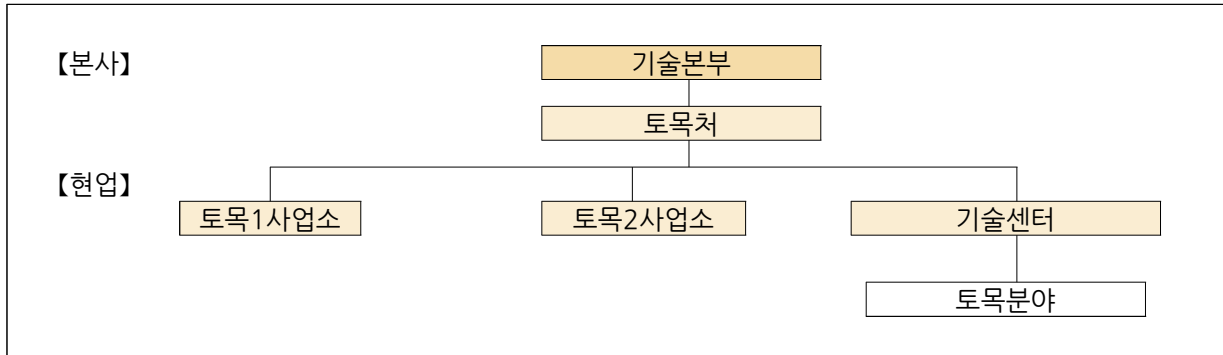 【본사】
기술본부
토목처
【현업】
토목1사업소
토목2사업소
기술센터
토목분야